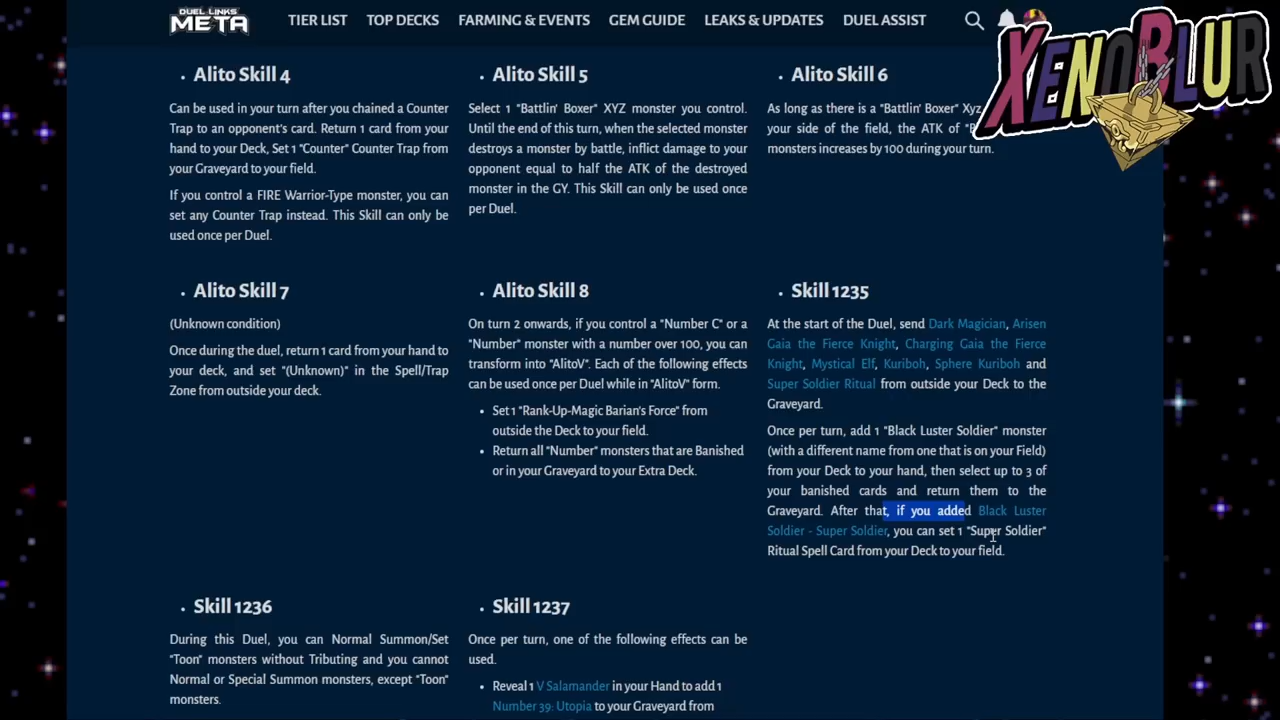 DUEL LINKS
META
TIER LIST
TOP DECKS
FARMING & EVENTS
GEM GUIDE
LEAKS & UPDATES
DUEL ASSIST
XENOBLUR
Alito Skill 4
Can be used in your turn after you chained a Counter
Trap to an opponent's card. Return 1 card from your
hand to your Deck, Set 1 "Counter" Counter Trap from
your Graveyard to your field.
If you control a FIRE Warrior-Type monster, you can
set any Counter Trap instead. This Skill can only be
used once per Duel.
Alito Skill 5
Select 1 "Battlin' Boxer" XYZ monster you control.
Until the end of this turn, when the selected monster
destroys a monster by battle, inflict damage to your
opponent equal to half the ATK of the destroyed
monster in the GY. This Skill can only be used once
per Duel.
Alito Skill 6
As long as there is a "Battlin' Boxer" Xyz
your side of the field, the ATK of
monsters increases by 100 during your turn.
Alito Skill 7
(Unknown condition)
Once during the duel, return 1 card from your hand to
your deck, and set "(Unknown)" in the Spell/Trap
Zone from outside your deck.
Alito Skill 8
On turn 2 onwards, if you control a "Number C" or a
"Number" monster with a number over 100, you can
transform into "AlitoV". Each of the following effects
can be used once per Duel while in "AlitoV" form.
Set 1 "Rank-Up-Magic Barian's Force" from
outside the Deck to your field.
Return all "Number" monsters that are Banished
or in your Graveyard to your Extra Deck.
Skill 1235
At the start of the Duel, send Dark Magician, Arisen
Gaia the Fierce Knight, Charging Gaia the Fierce
Knight, Mystical Elf, Kuriboh, Sphere Kuriboh and
Super Soldier Ritual from outside your Deck to the
Graveyard.
Once per turn, add 1 "Black Luster Soldier" monster
(with a different name from one that is on your Field)
from your Deck to your hand, then select up to 3 of
your banished cards and return them to the
Graveyard. After that, if you added Black Luster
Soldier - Super Soldier, you can set 1 "Super Soldier"
Ritual Spell Card from your Deck to your field.
Skill 1236
During this Duel, you can Normal Summon/Set
"Toon" monsters without Tributing and you cannot
Normal or Special Summon monsters, except "Toon"
monsters.
Skill 1237
Once per turn, one of the following effects can be
used.
Reveal 1 V Salamander in your Hand to add 1
Number 39: Utopia to your Graveyard from